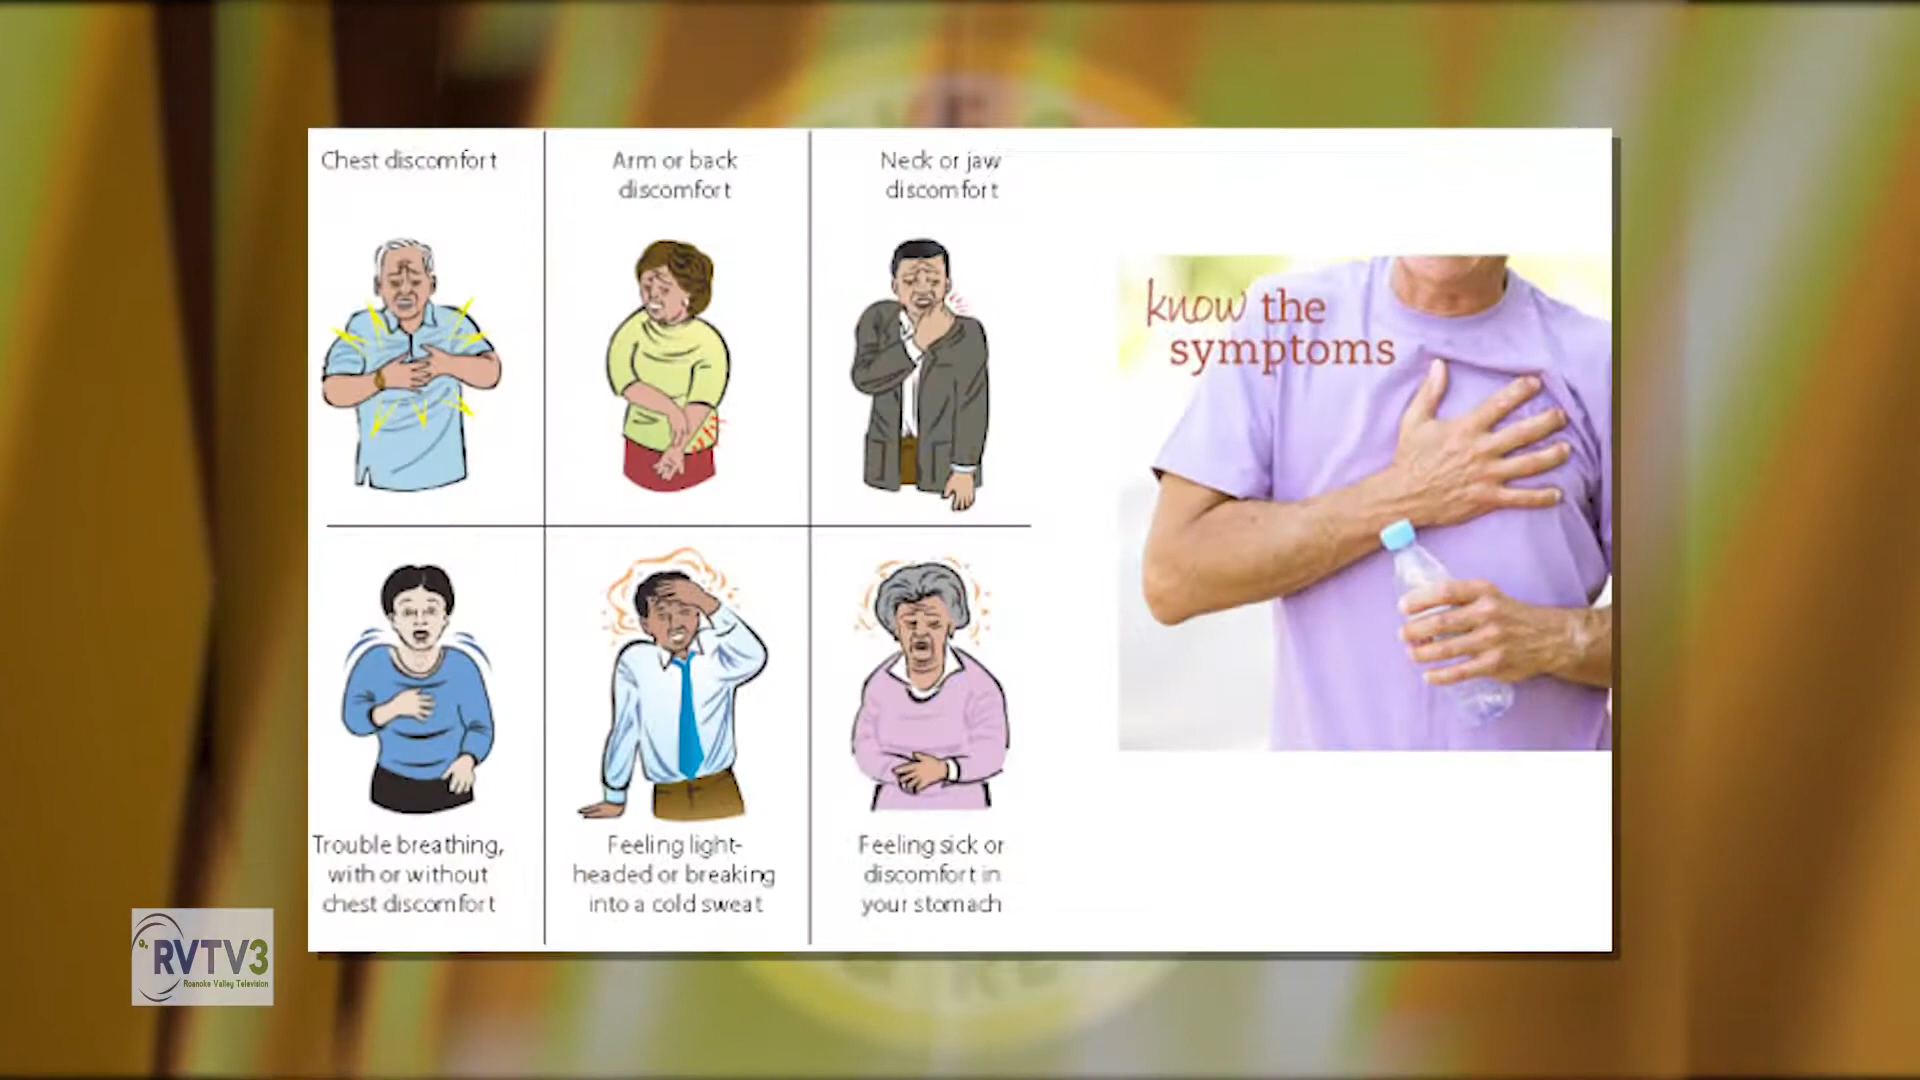 Chest discomfort
Arm or back
discomfort
Neck or jaw
discomfort
know the
symptoms
Trouble breathing,
with or without
chest discomfort
Feeling light-
headed or breaking
into a cold sweat
Feeling sick or
discomfort in
your stomach
RVTV3
Roanoke Valley Television